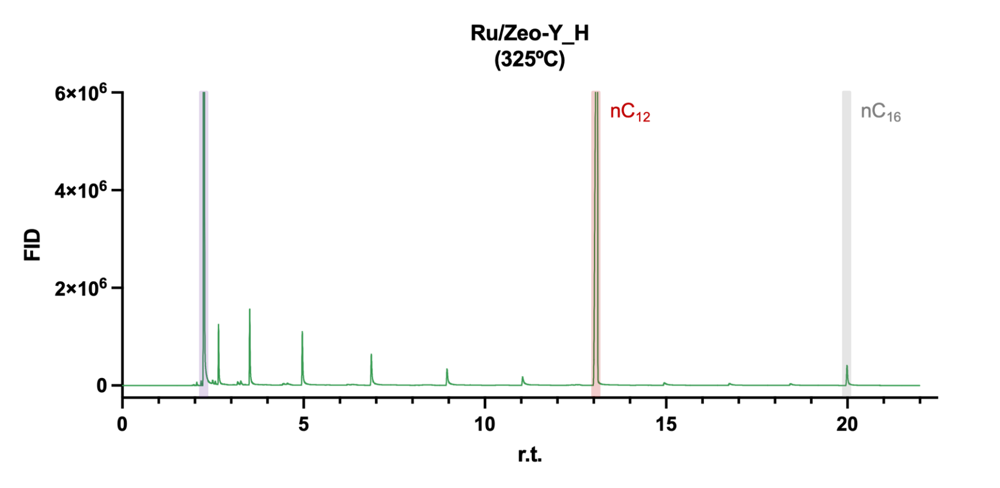 Ru/Zeo-Y_H
(325ºC)
6×10⁶
nC₁₂
nC₁₆
4×10⁶
FID
2×10⁶
0
0 5 10 15 20
r.t.